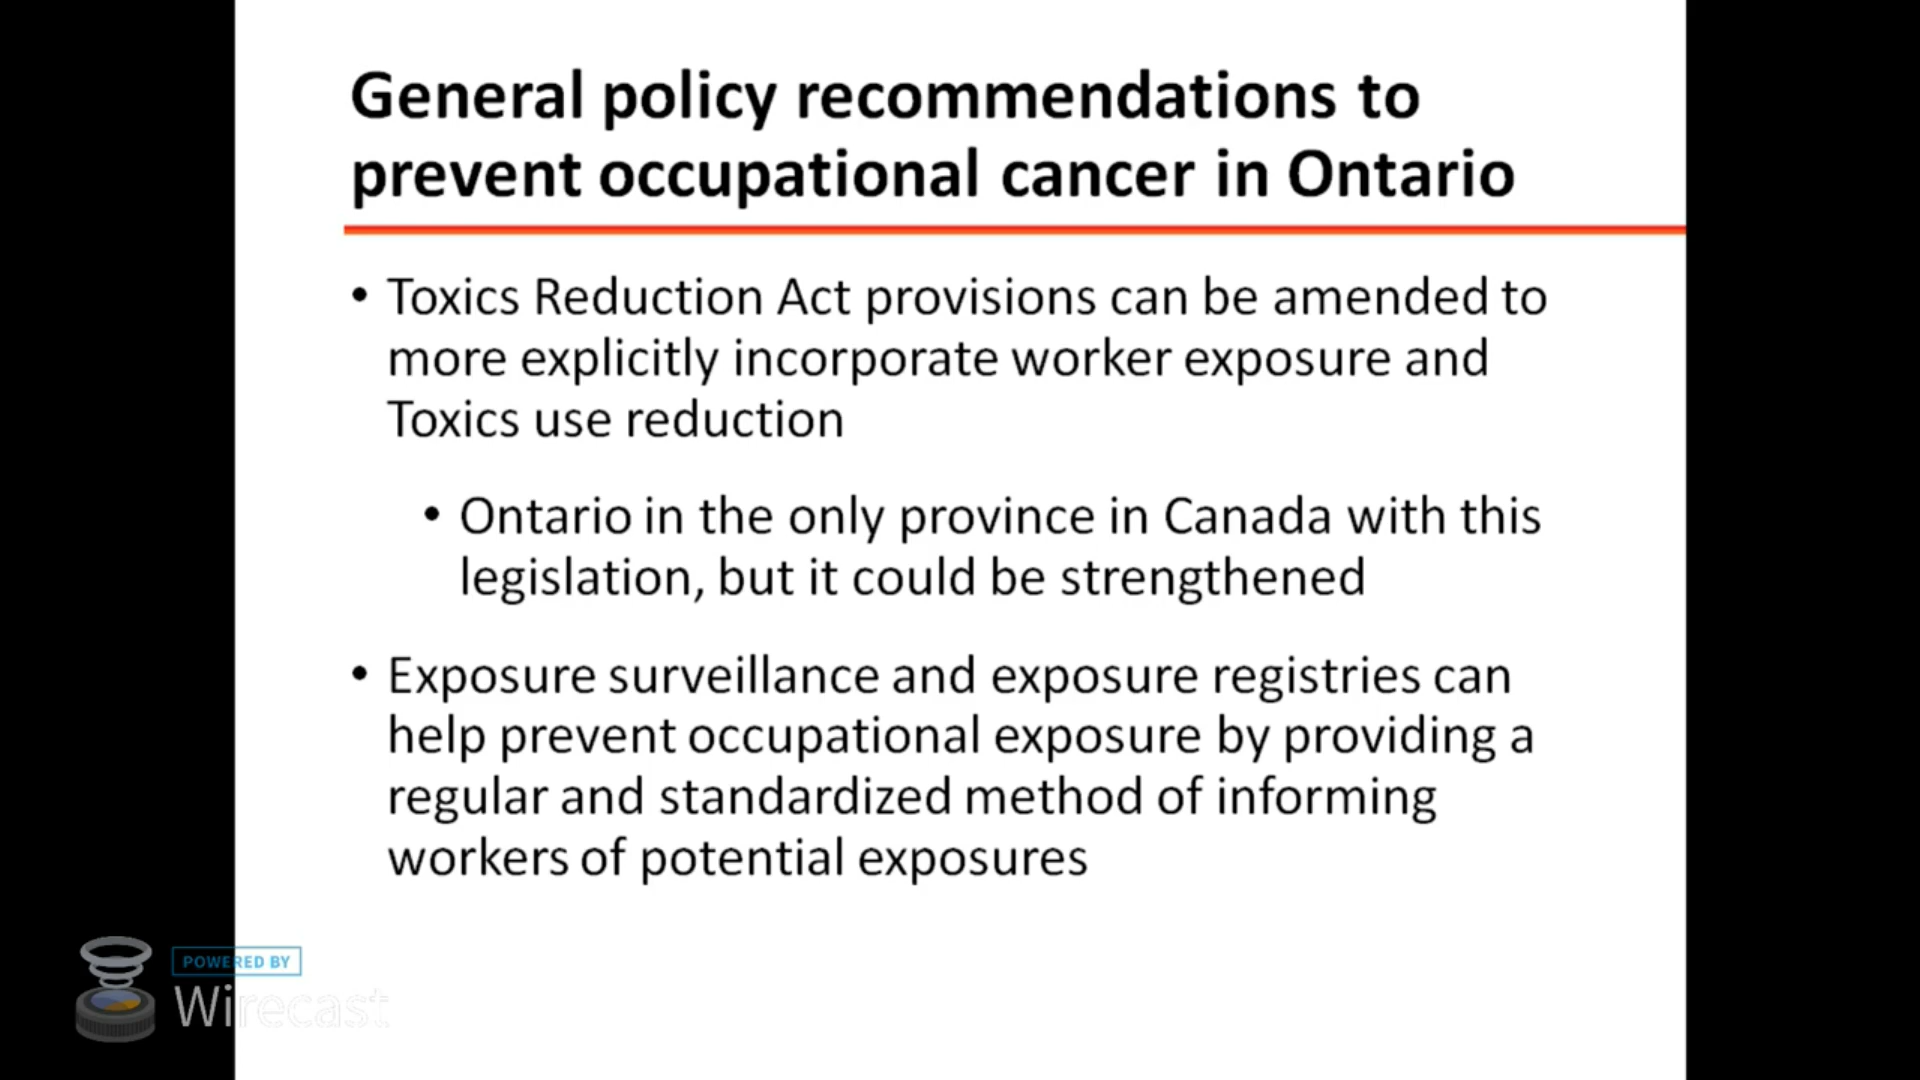 General policy recommendations to
prevent occupational cancer in Ontario
• Toxics Reduction Act provisions can be amended to
more explicitly incorporate worker exposure and
Toxics use reduction
• Ontario in the only province in Canada with this
legislation, but it could be strengthened
• Exposure surveillance and exposure registries can
help prevent occupational exposure by providing a
regular and standardized method of informing
workers of potential exposures
POWERED BY
Wirecast